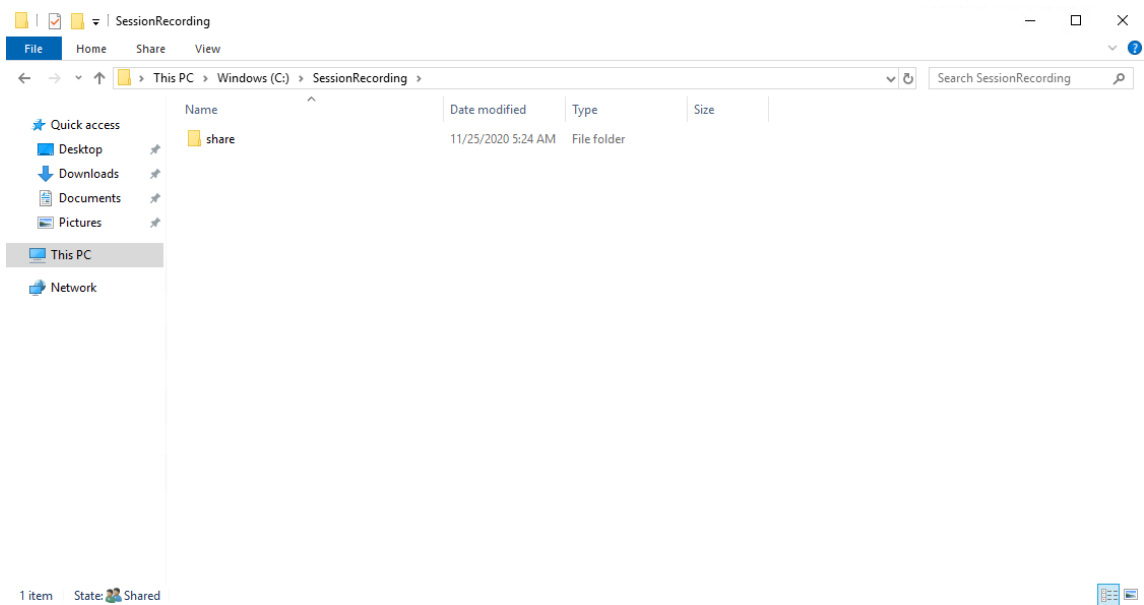 SessionRecording
File Home Share View
This PC > Windows (C:) > SessionRecording >
Search SessionRecording
Name Date modified Type Size
Quick access
share 11/25/2020 5:24 AM File folder
Desktop
Downloads
Documents
Pictures
This PC
Network
1 item State: Shared